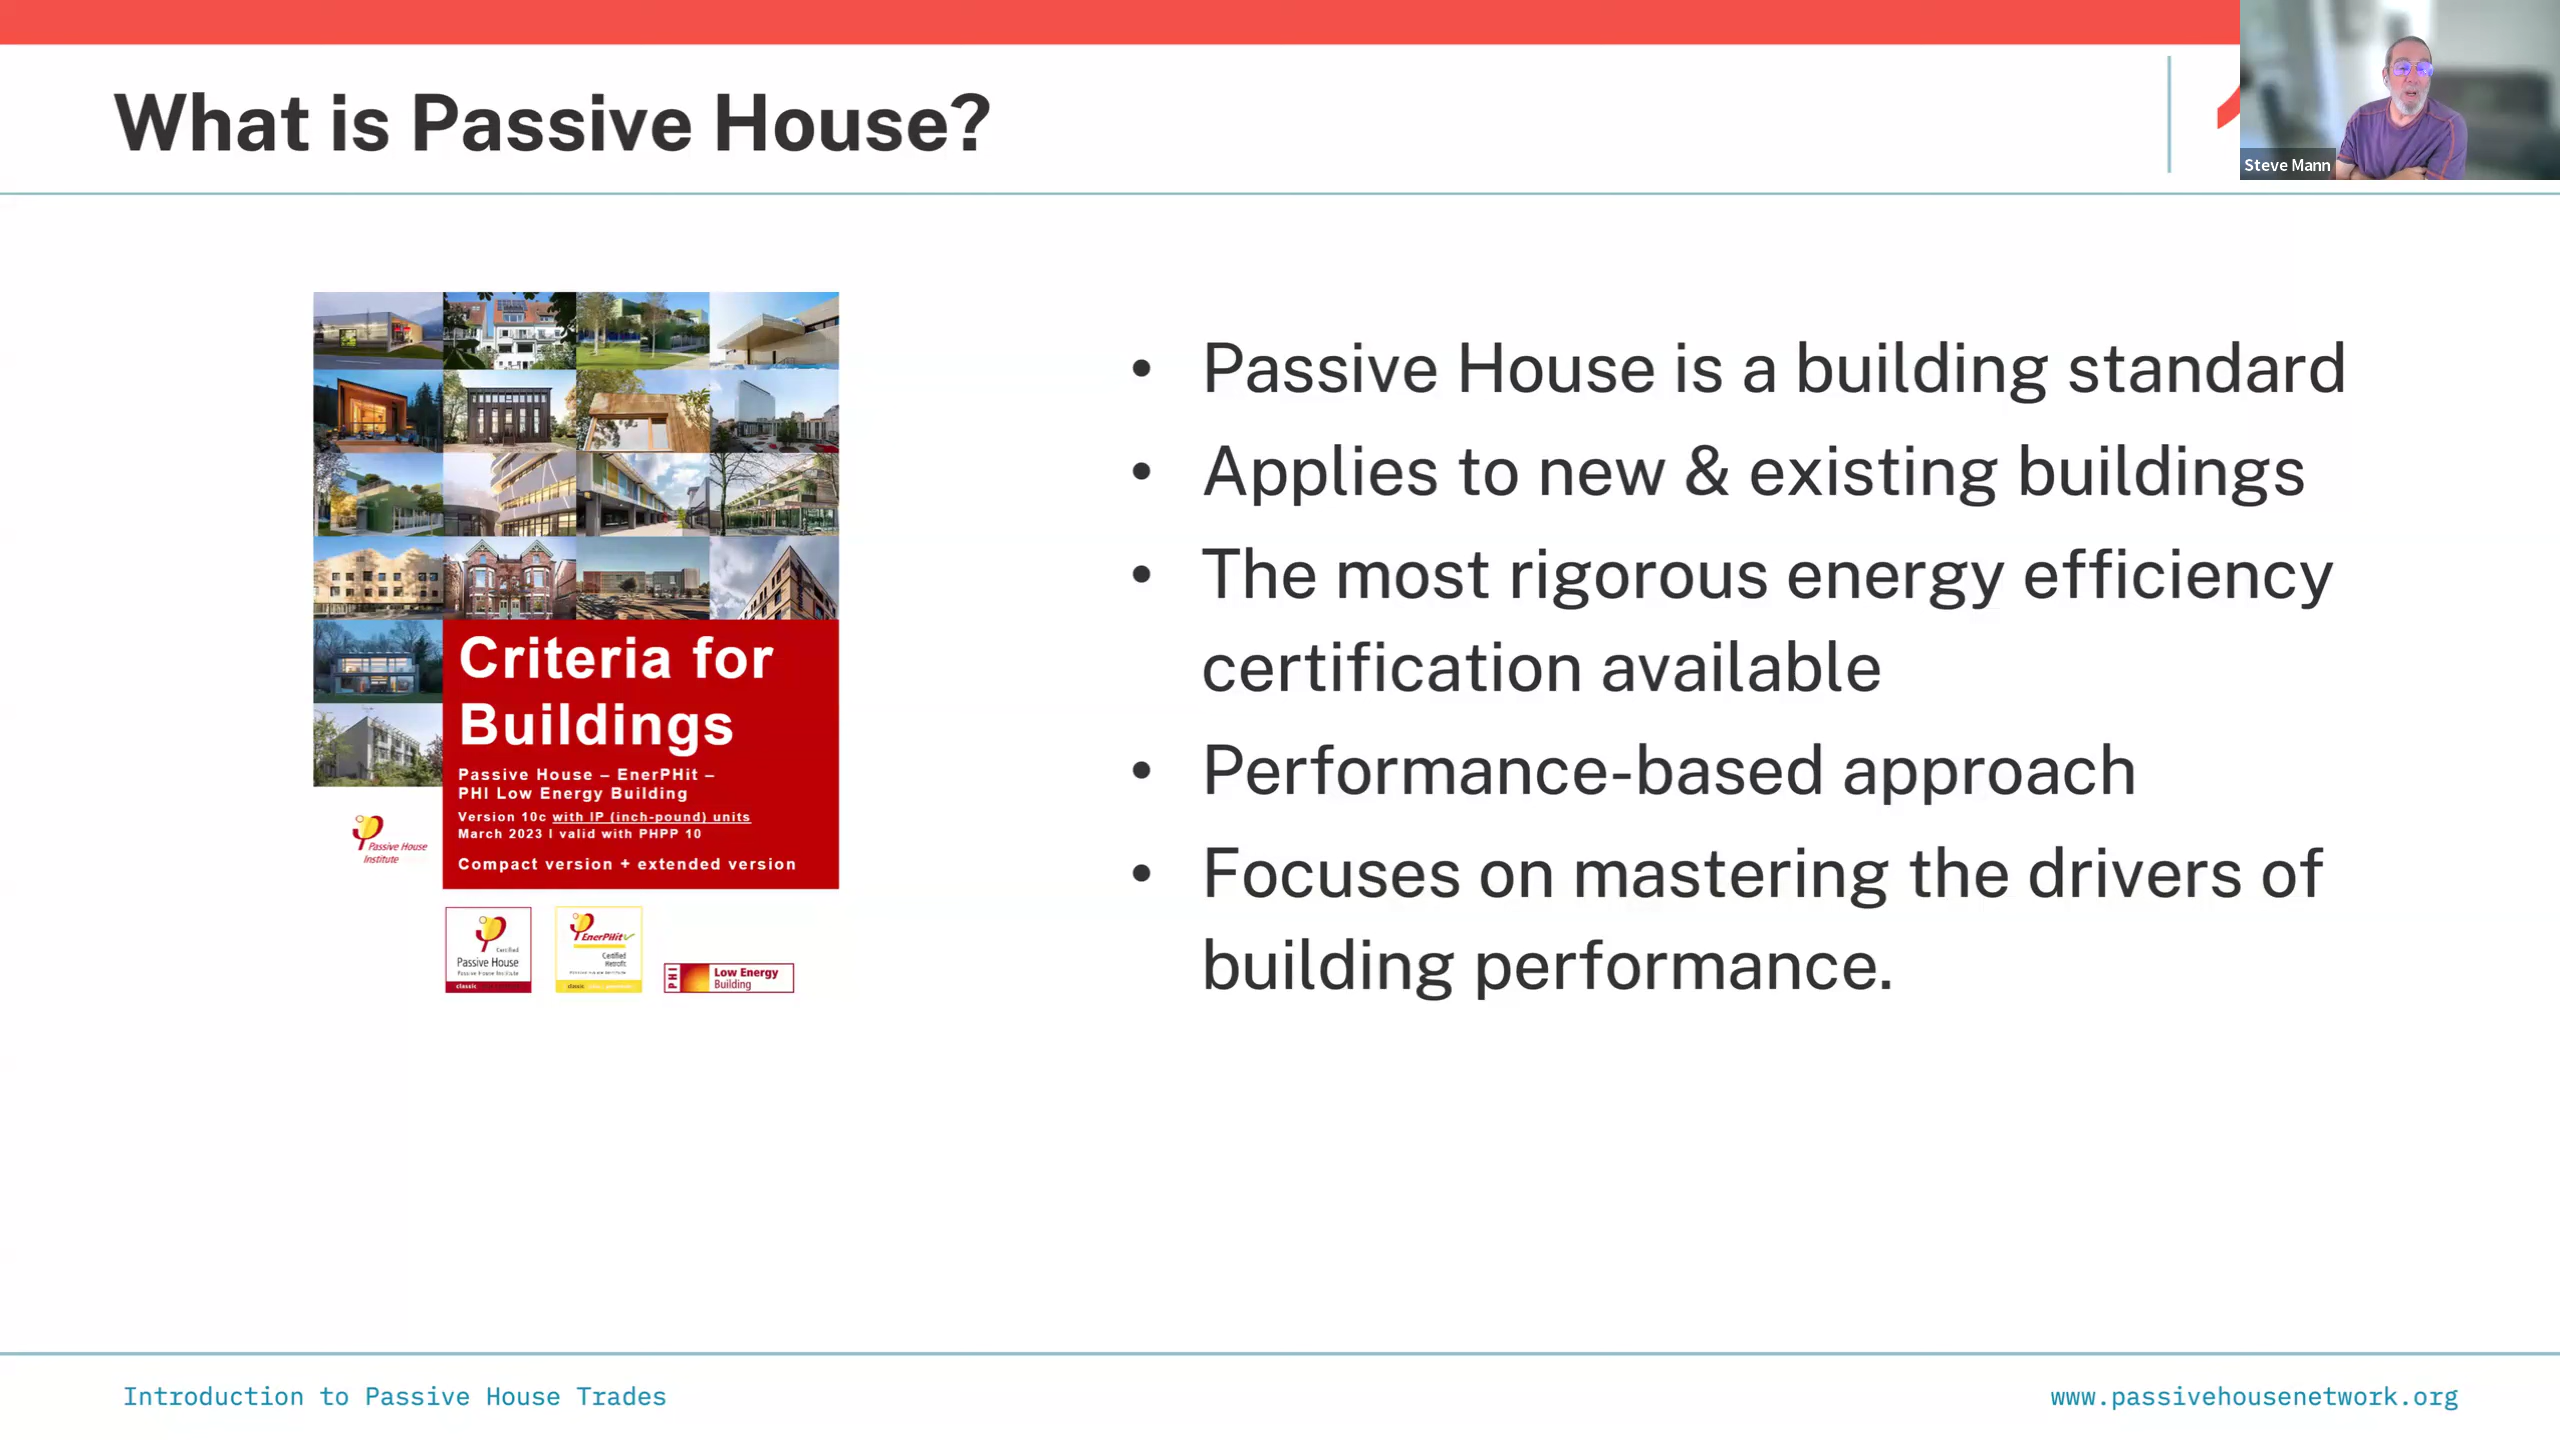 What is Passive House?
Steve Mann
Criteria for
Buildings
Passive House – EnerPHit –
PHI Low Energy Building
Version 10c with IP (inch-pound) units
March 2023 I valid with PHPP 10
Compact version + extended version
Passive House
Institute
Certified
Passive House
Passive House Institute
classic
EnerPHit
Certified
Retrofit
classic
PHI
Low Energy
Building
• Passive House is a building standard
• Applies to new & existing buildings
• The most rigorous energy efficiency
certification available
• Performance-based approach
• Focuses on mastering the drivers of
building performance.
Introduction to Passive House Trades
www.passivehousenetwork.org